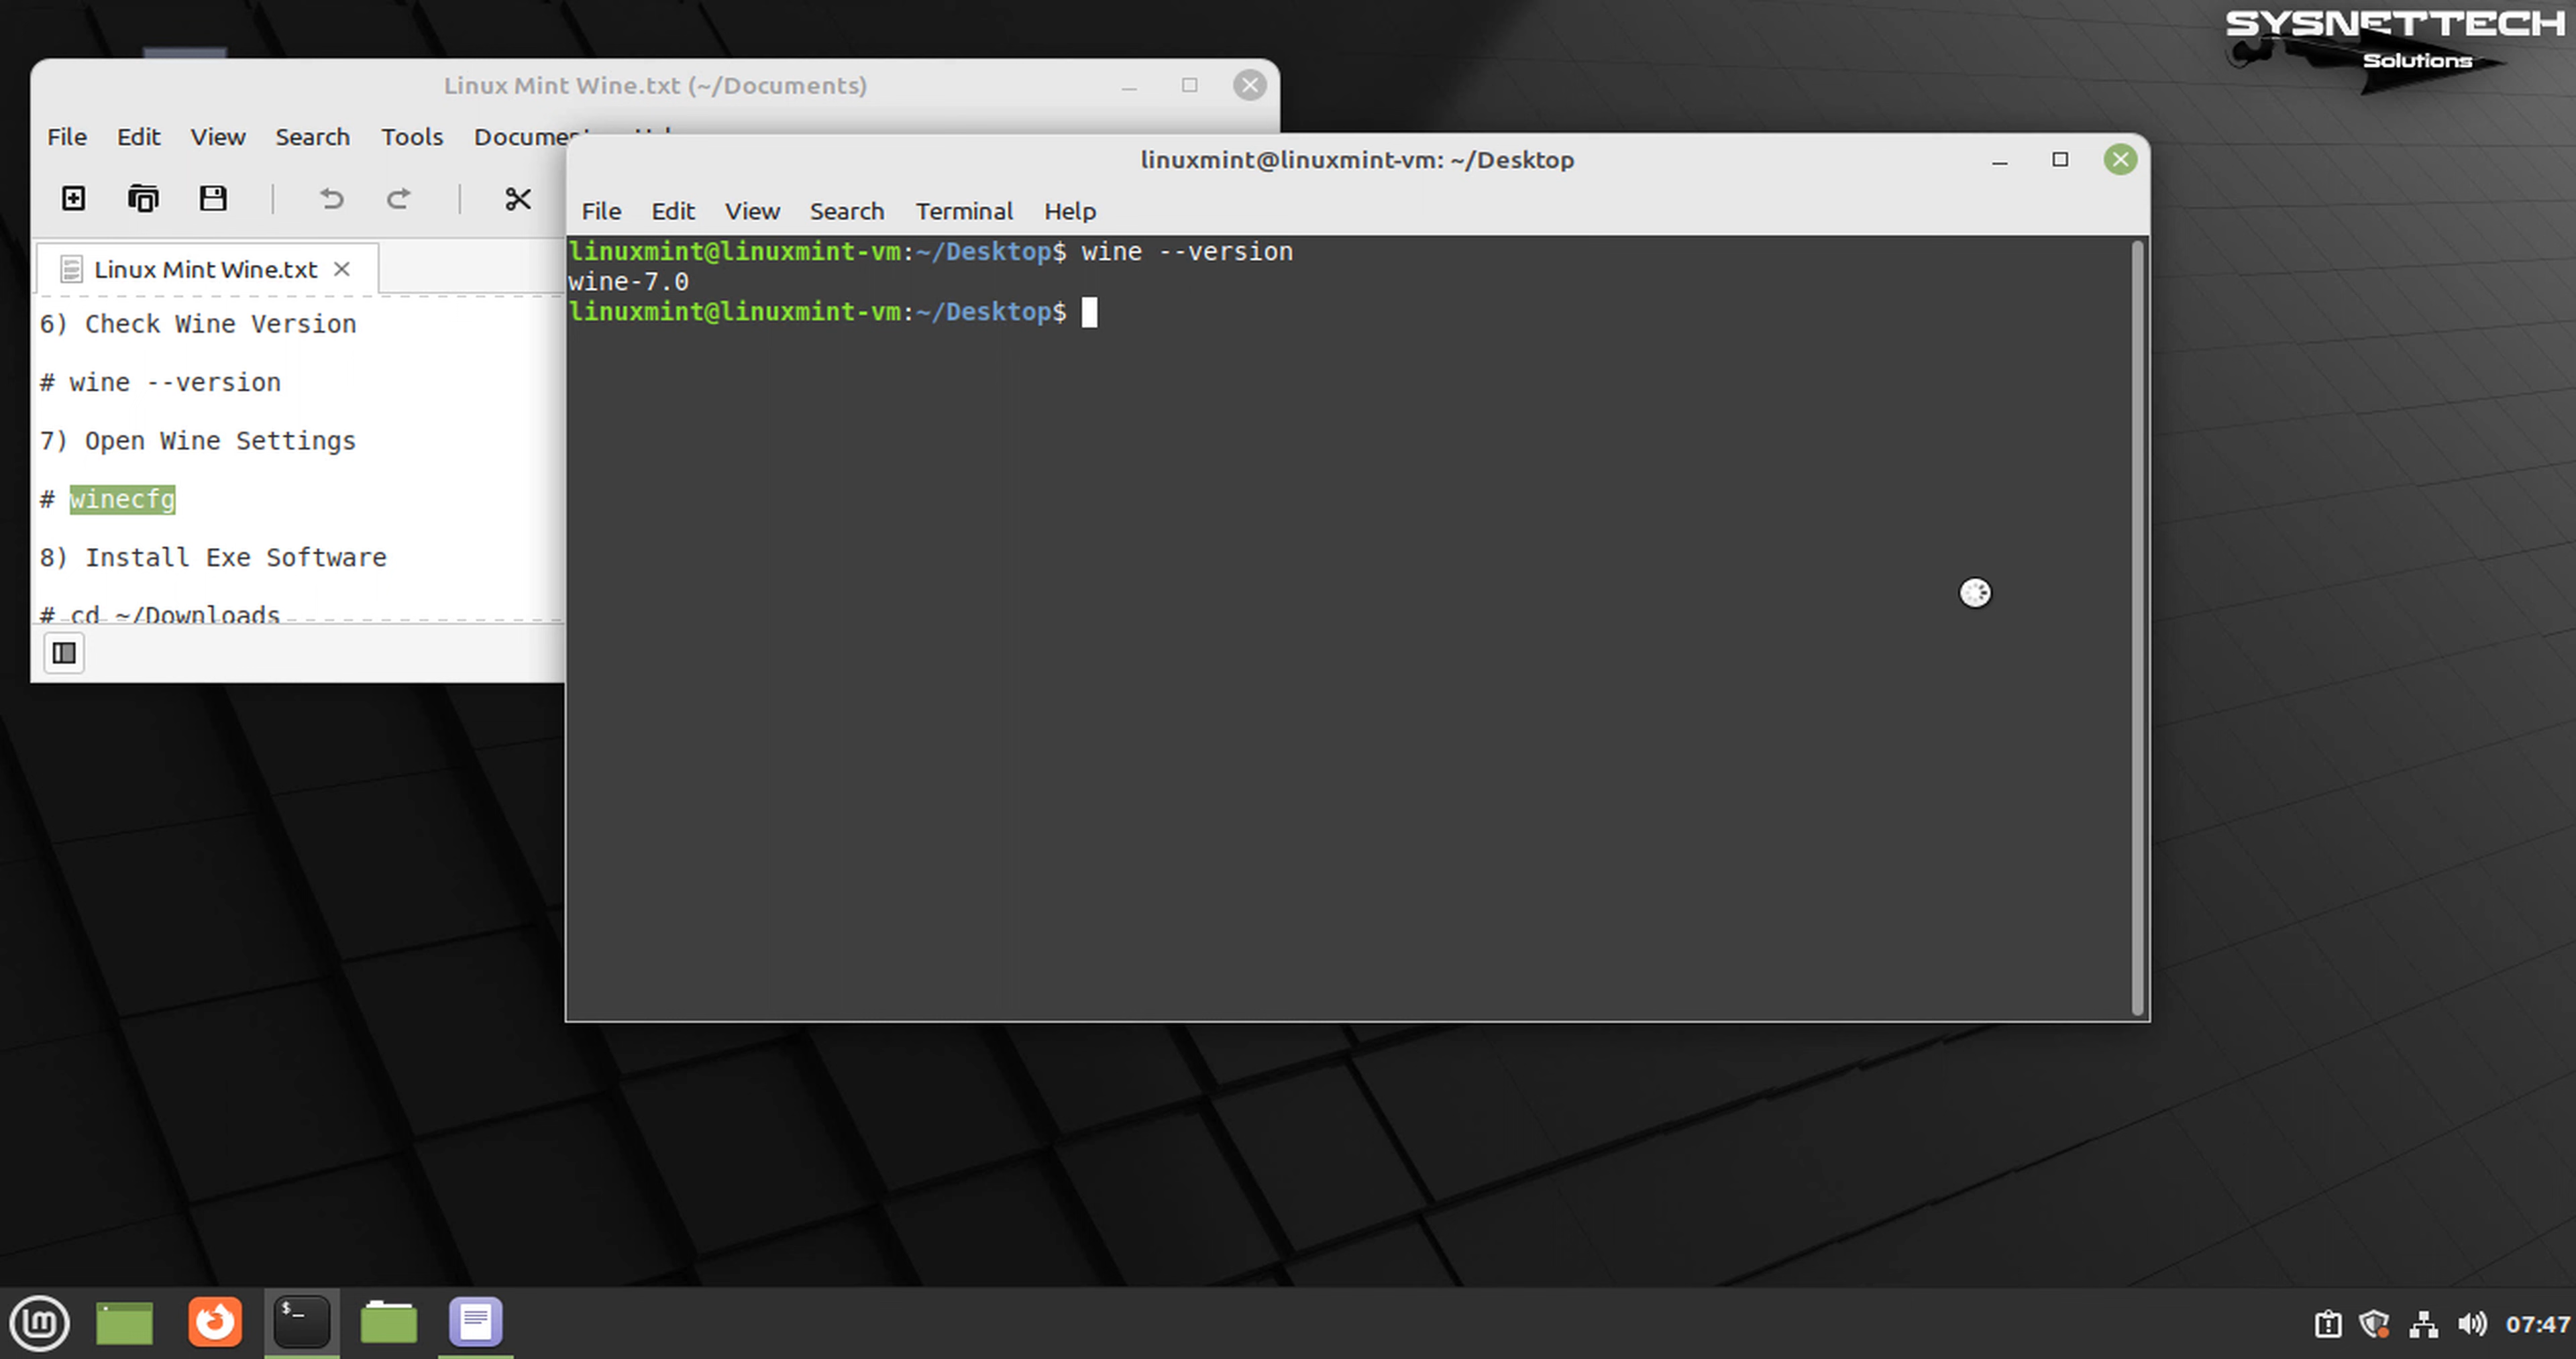 SYSNETTECH
Solutions
Linux Mint Wine.txt (~/Documents)
File Edit View Search Tools
Linux Mint Wine.txt
6) Check Wine Version
# wine --version
7) Open Wine Settings
# winecfg
8) Install Exe Software
# cd ~/Downloads
linuxmint@linuxmint-vm: ~/Desktop
File Edit View Search Terminal Help
linuxmint@linuxmint-vm:~/Desktop$ wine --version
wine-7.0
linuxmint@linuxmint-vm:~/Desktop$
$_
07:47